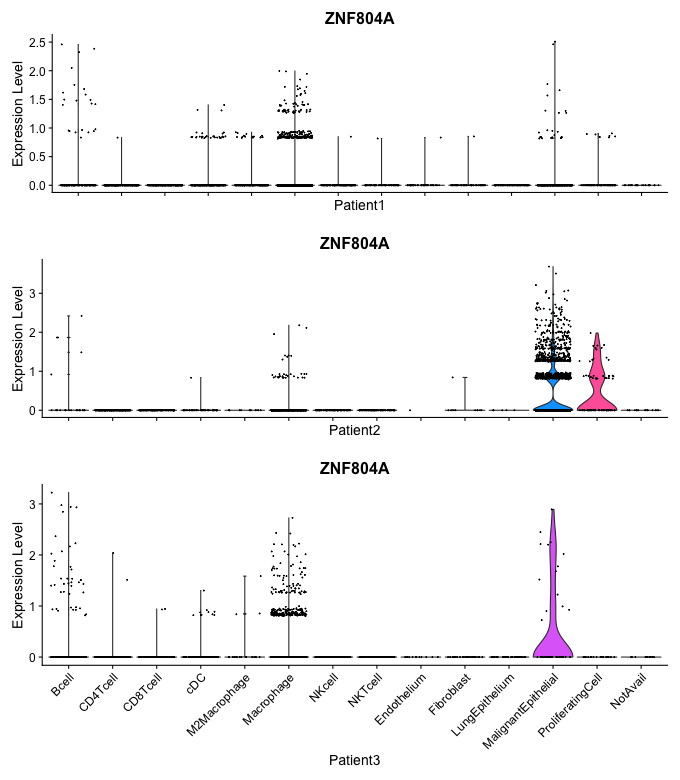 ZNF804A
Expression Level
2.5
2.0
1.5
1.0
0.5
0.0
Patient1
ZNF804A
Expression Level
3
2
1
0
Patient2
ZNF804A
Expression Level
3
2
1
0
Bcell
CD4Tcell
CD8Tcell
cDC
M2Macrophage
Macrophage
NKcell
NKTcell
Endothelium
Fibroblast
LungEpithelium
MalignantEpithelial
ProliferatingCell
NotAvail
Patient3